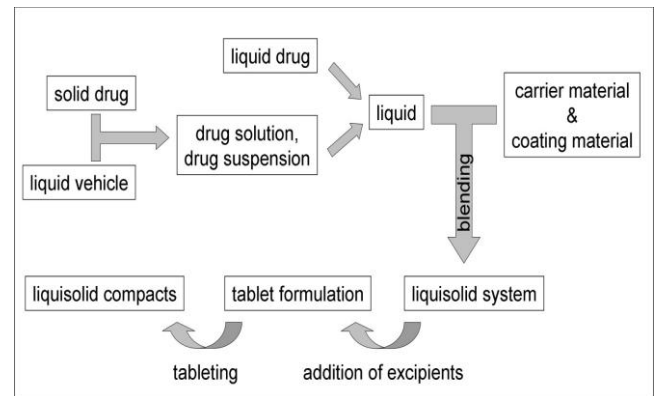 liquid drug
solid drug
carrier material
&
coating material
liquid
drug solution,
drug suspension
liquid vehicle
blending
liquisolid compacts
tablet formulation
liquisolid system
tableting
addition of excipients